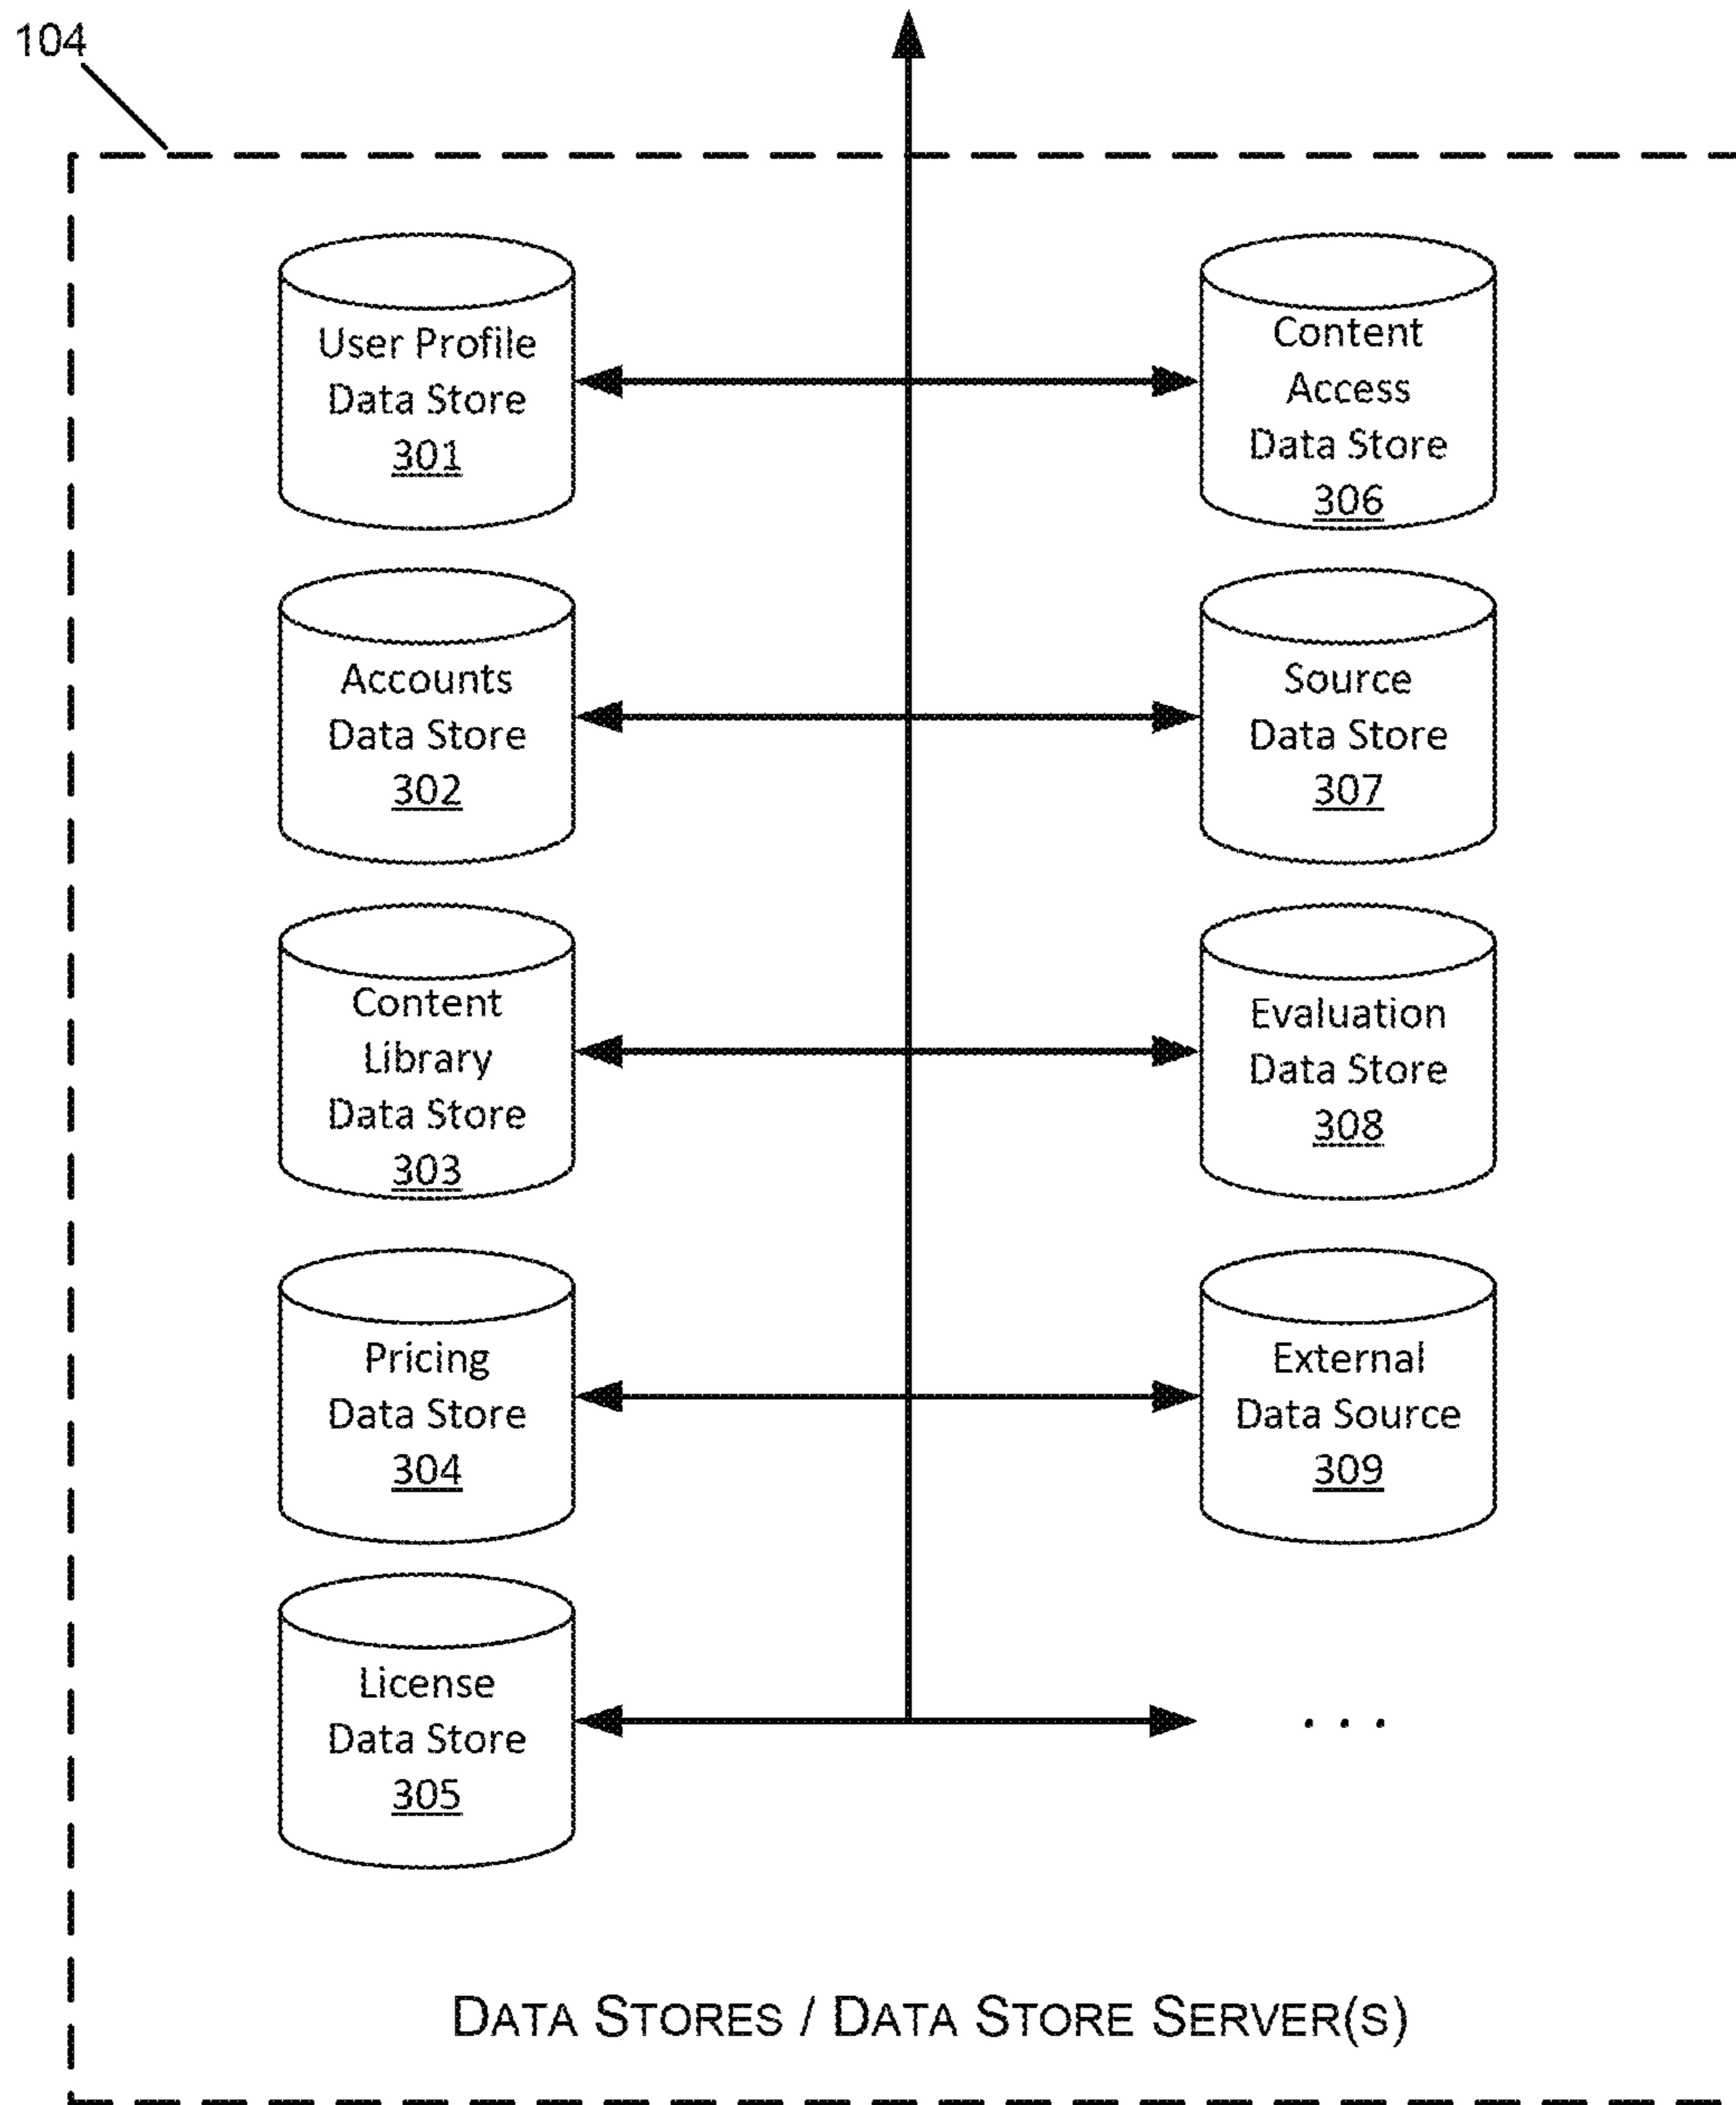 104
User Profile
Data Store
301
Content
Access
Data Store
306
Accounts
Data Store
302
Source
Data Store
307
Content
Library
Data Store
303
Evaluation
Data Store
308
Pricing
Data Store
304
External
Data Source
309
License
Data Store
305
. . .
DATA STORES / DATA STORE SERVER(S)